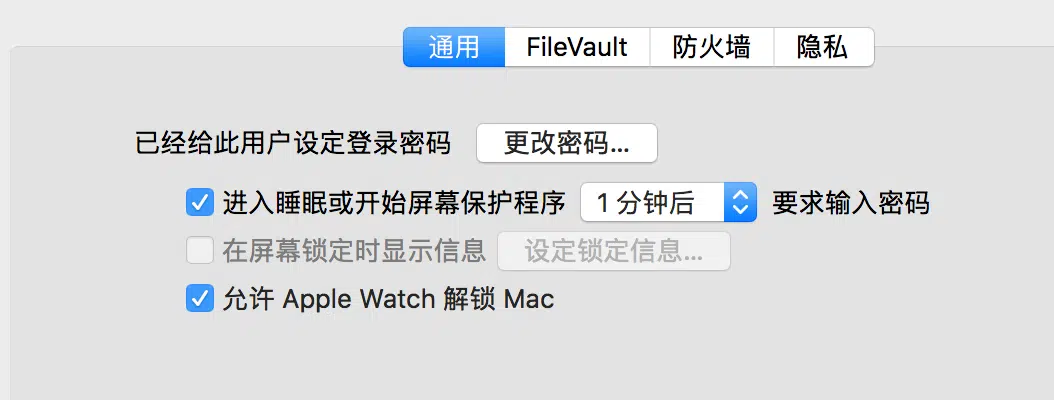 通用 FileVault 防火墙 隐私
已经给此用户设定登录密码 更改密码...
进入睡眠或开始屏幕保护程序 1 分钟后 要求输入密码
在屏幕锁定时显示信息 设定锁定信息...
允许 Apple Watch 解锁 Mac